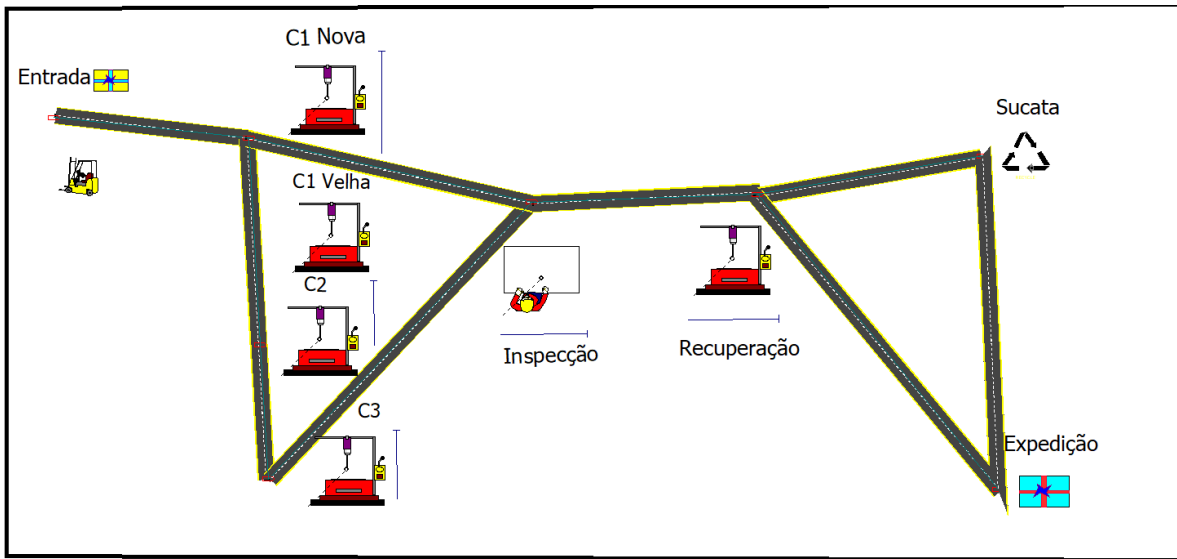 C1 Nova
Entrada
Sucata
C1 Velha
C2
Inspecção
Recuperação
C3
Expedição